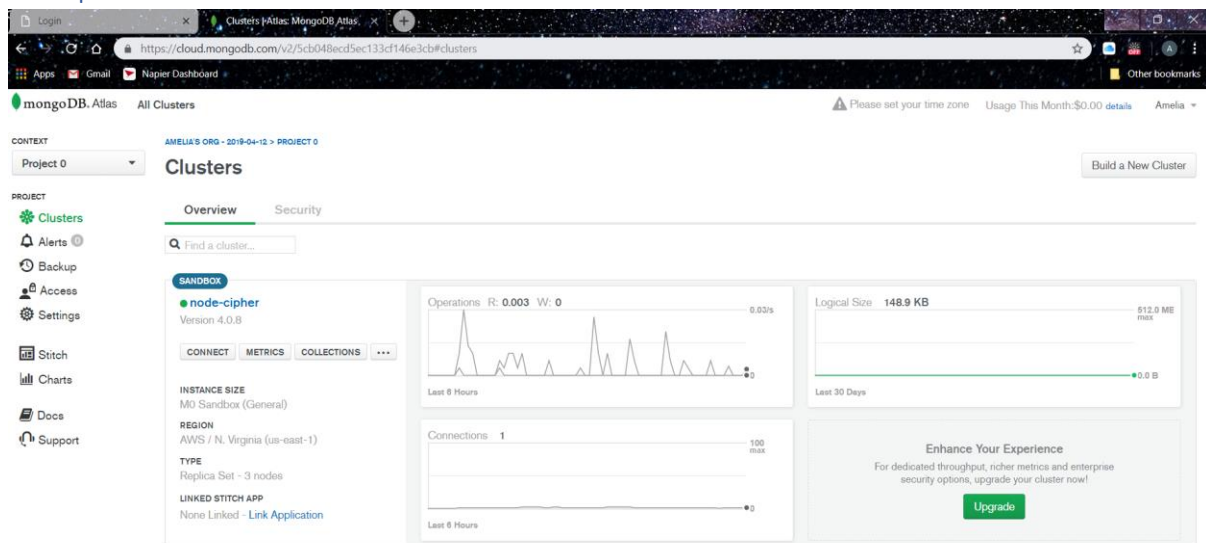 Login
Clusters | Atlas: MongoDB Atlas
https://cloud.mongodb.com/v2/5cb048ecd5ec133cf146e3cb#clusters
OFF
A
Apps Gmail Napier Dashboard Other bookmarks
mongoDB. Atlas All Clusters Please set your time zone Usage This Month:$0.00 details Amelia
CONTEXT
Project 0
AMELIA'S ORG - 2019-04-12 > PROJECT 0
Clusters
Build a New Cluster
PROJECT
Clusters
Alerts 0
Backup
Access
Settings
Stitch
Charts
Docs
Support
Overview Security
Find a cluster...
SANDBOX
node-cipher
Version 4.0.8
CONNECT METRICS COLLECTIONS ...
INSTANCE SIZE
M0 Sandbox (General)
REGION
AWS / N. Virginia (us-east-1)
TYPE
Replica Set - 3 nodes
LINKED STITCH APP
None Linked - Link Application
Operations R: 0.003 W: 0
0.03/s
0
Last 6 Hours
Logical Size 148.9 KB
512.0 MB
max
0.0 B
Last 30 Days
Connections 1
100
max
0
Last 6 Hours
Enhance Your Experience
For dedicated throughput, richer metrics and enterprise
security options, upgrade your cluster now!
Upgrade